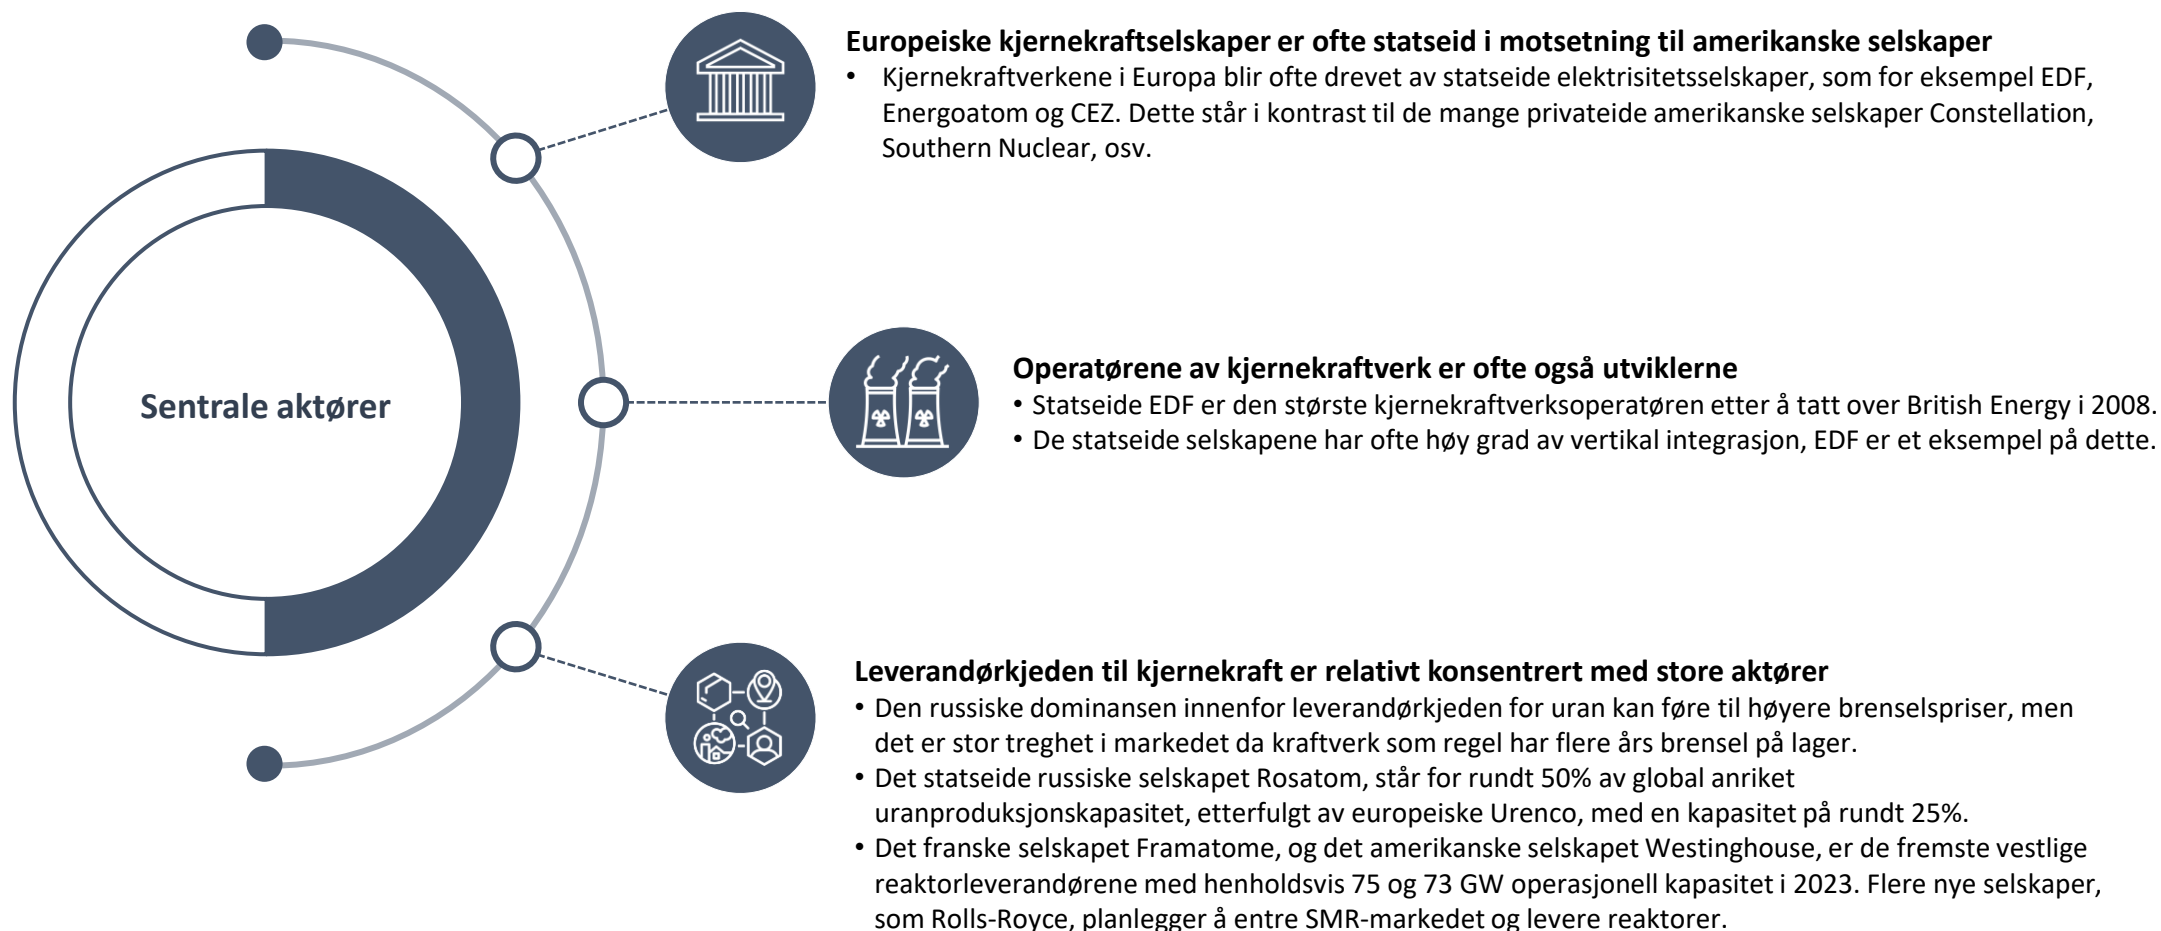 Europeiske kjernekraftselskaper er ofte statseid i motsetning til amerikanske selskaper
• Kjernekraftverkene i Europa blir ofte drevet av statseide elektrisitetsselskaper, som for eksempel EDF,
Energoatom og CEZ. Dette står i kontrast til de mange privateide amerikanske selskaper Constellation,
Southern Nuclear, osv.
Sentrale aktører
Operatørene av kjernekraftverk er ofte også utviklerne
• Statseide EDF er den største kjernekraftverksoperatøren etter å tatt over British Energy i 2008.
• De statseide selskapene har ofte høy grad av vertikal integrasjon, EDF er et eksempel på dette.
Leverandørkjeden til kjernekraft er relativt konsentrert med store aktører
• Den russiske dominansen innenfor leverandørkjeden for uran kan føre til høyere brenselspriser, men
det er stor treghet i markedet da kraftverk som regel har flere års brensel på lager.
• Det statseide russiske selskapet Rosatom, står for rundt 50% av global anriket
uranproduksjonskapasitet, etterfulgt av europeiske Urenco, med en kapasitet på rundt 25%.
• Det franske selskapet Framatome, og det amerikanske selskapet Westinghouse, er de fremste vestlige
reaktorleverandørene med henholdsvis 75 og 73 GW operasjonell kapasitet i 2023. Flere nye selskaper,
som Rolls-Royce, planlegger å entre SMR-markedet og levere reaktorer.